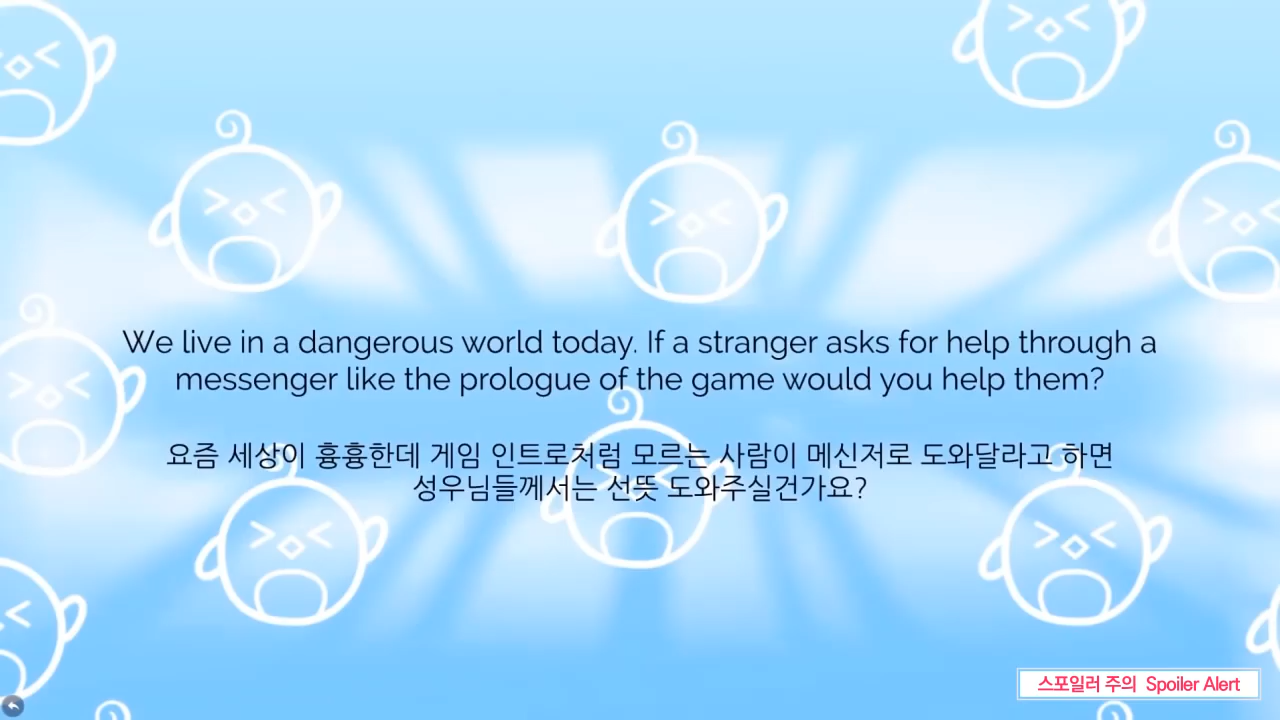 We live in a dangerous world today. If a stranger asks for help through a
messenger like the prologue of the game would you help them?
요즘 세상이 흉흉한데 게임 인트로처럼 모르는 사람이 메신저로 도와달라고 하면
성우님들께서는 선뜻 도와주실건가요?
스포일러 주의 Spoiler Alert